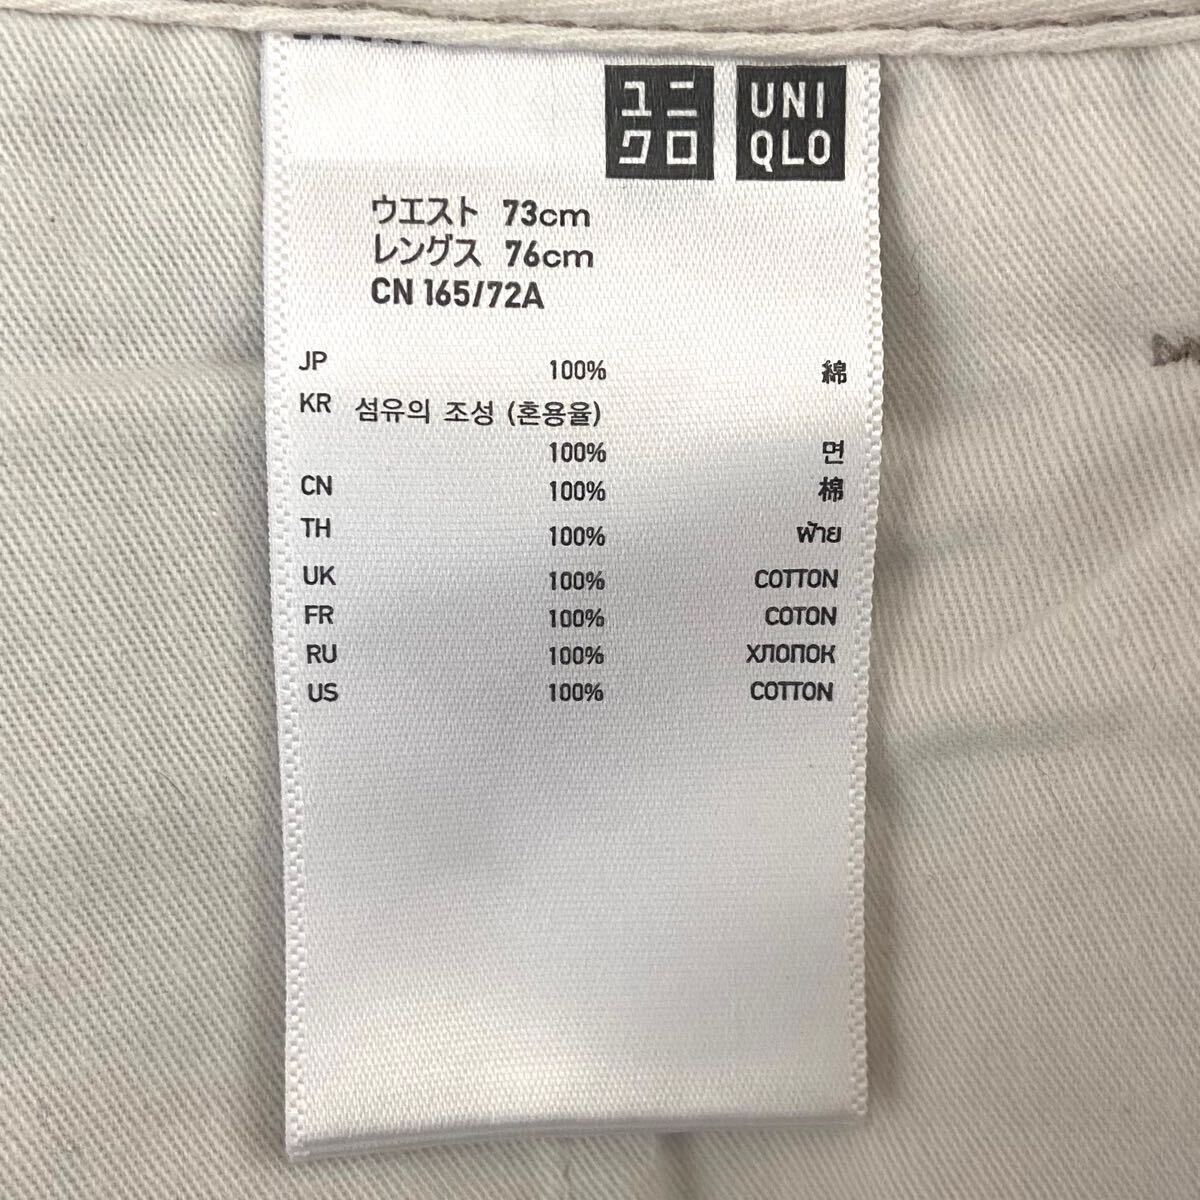 ユニ
クロ
UNI
QLO
ウエスト 73cm
レングス 76cm
CN 165/72A
JP 100% 綿
KR 섬유의 조성 (혼용율)
100% 면
CN 100% 棉
TH 100% ฝ้าย
UK 100% COTTON
FR 100% COTON
RU 100% ХЛОПОК
US 100% COTTON